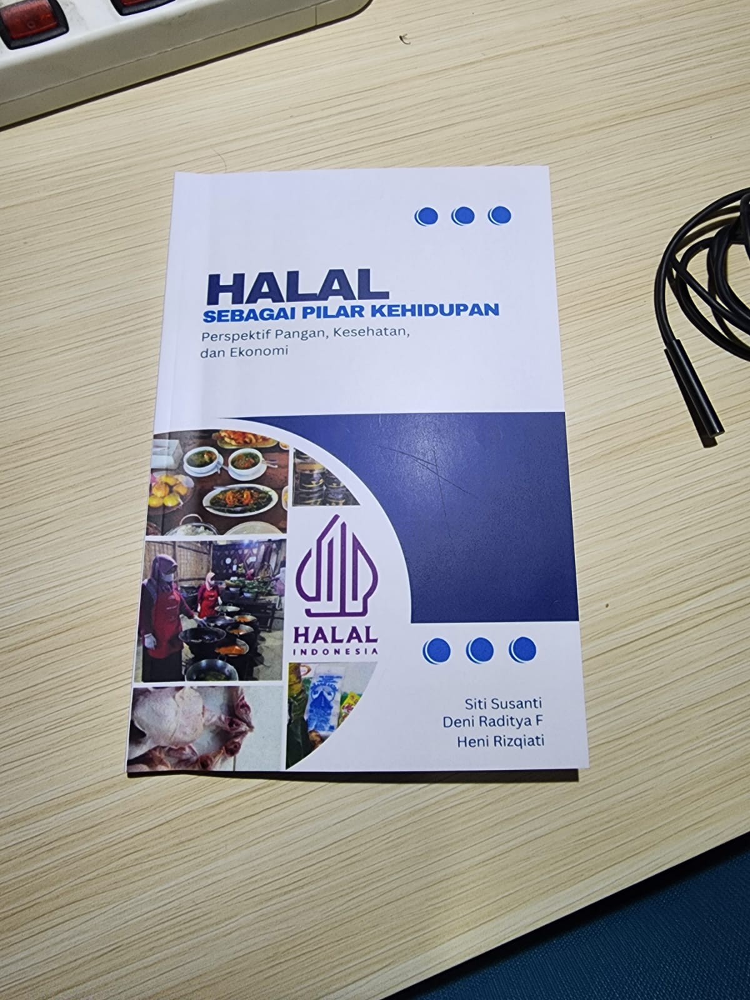 HALAL
SEBAGAI PILAR KEHIDUPAN
Perspektif Pangan, Kesehatan,
dan Ekonomi
HALAL
INDONESIA
Siti Susanti
Deni Raditya F
Heni Rizqiati